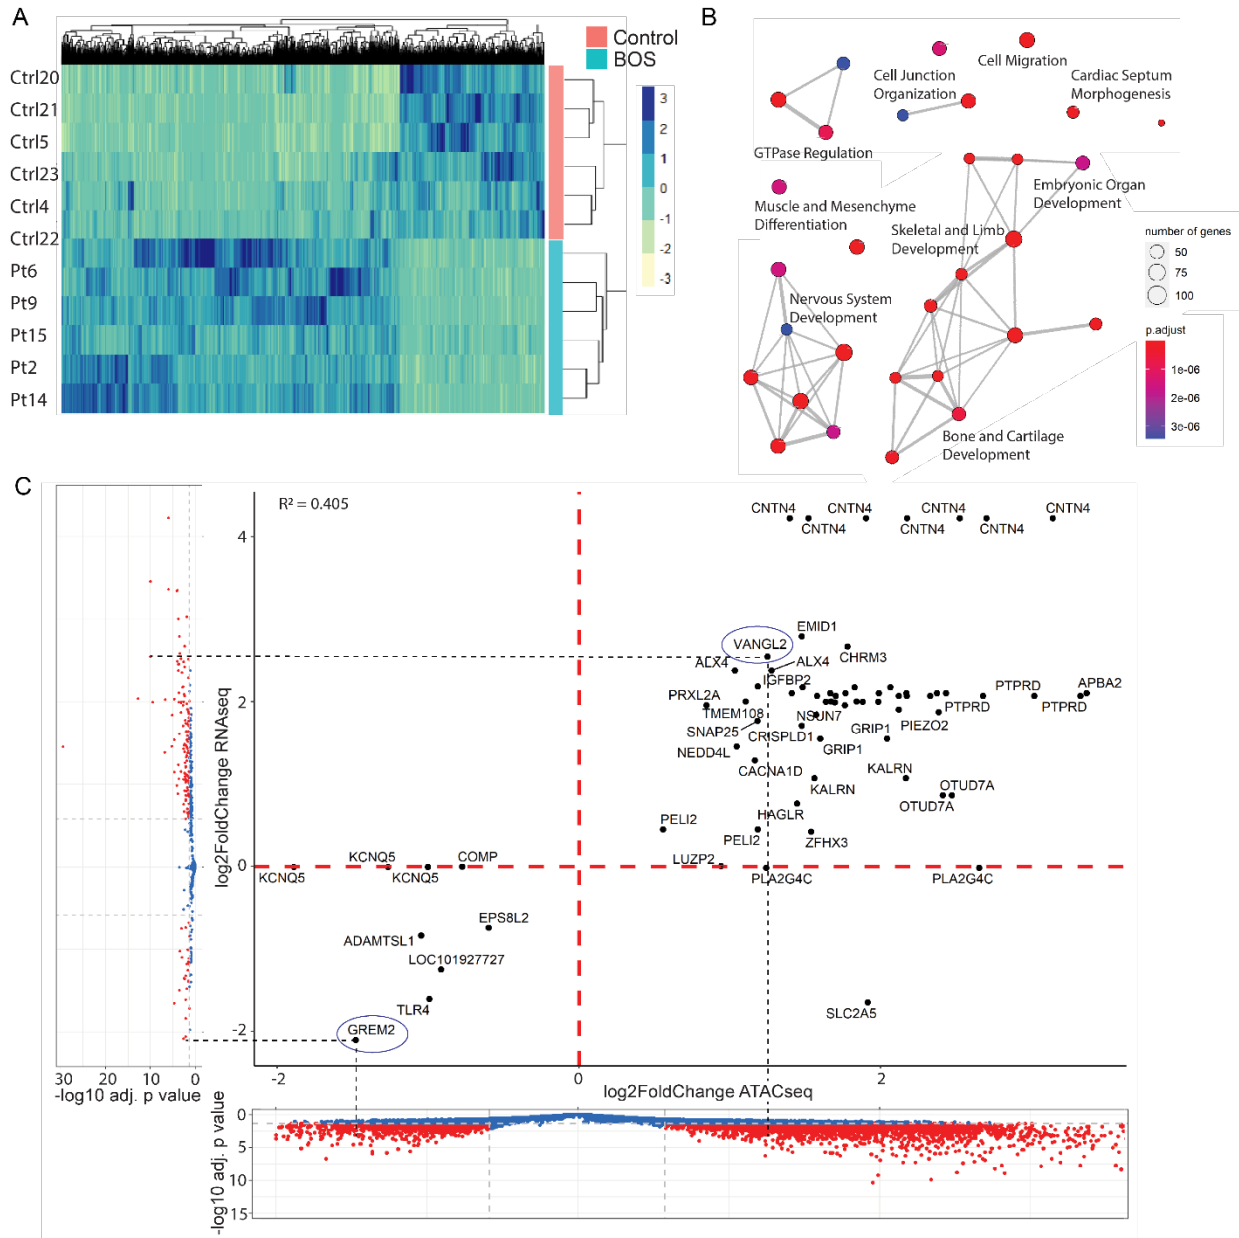 A
Control
BOS
Ctrl20
Ctrl21
Ctrl5
Ctrl23
Ctrl4
Ctrl22
Pt6
Pt9
Pt15
Pt2
Pt14
3
2
1
0
-1
-2
-3
B
Cell Migration
Cell Junction
Organization
Cardiac Septum
Morphogenesis
GTPase Regulation
Embryonic Organ
Development
Muscle and Mesenchyme
Differentiation
Skeletal and Limb
Development
Nervous System
Development
Bone and Cartilage
Development
number of genes
50
75
100
p.adjust
1e-06
2e-06
3e-06
C
R² = 0.405
CNTN4 CNTN4 CNTN4 CNTN4
CNTN4 CNTN4 CNTN4
EMID1
VANGL2
CHRM3
ALX4
ALX4
IGFBP2
PRXL2A
PTPRD
APBA2
TMEM108
NSUN7
PTPRD
PTPRD
SNAP25
CRISPLD1
GRIP1
PIEZO2
NEDD4L
GRIP1
CACNA1D
KALRN
KALRN
OTUD7A
OTUD7A
HAGLR
PELI2
PELI2
ZFHX3
LUZP2
KCNQ5
COMP
KCNQ5
KCNQ5
PLA2G4C
PLA2G4C
EPS8L2
ADAMTSL1
LOC101927727
TLR4
SLC2A5
GREM2
log2FoldChange RNAseq
4
2
0
-2
30 20 10 0
-log10 adj. p value
-2 0 2
log2FoldChange ATACseq
-log10 adj. p value
0
5
10
15